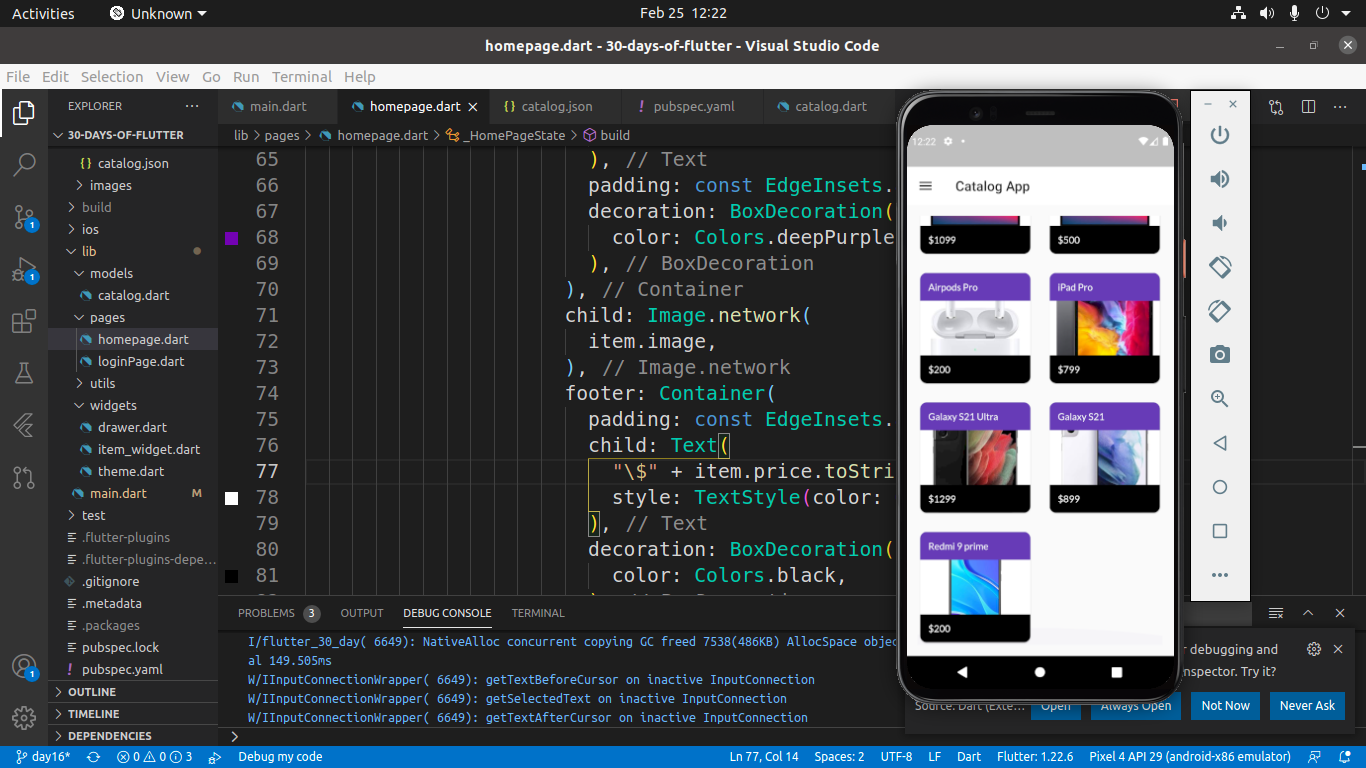 Activities
Unknown
Feb 25 12:22
homepage.dart - 30-days-of-flutter - Visual Studio Code
File Edit Selection View Go Run Terminal Help
EXPLORER
30-DAYS-OF-FLUTTER
catalog.json
images
build
ios
lib
models
catalog.dart
pages
homepage.dart
loginPage.dart
utils
widgets
drawer.dart
item_widget.dart
theme.dart
main.dart M
test
.flutter-plugins
.flutter-plugins-depe...
.gitignore
.metadata
.packages
pubspec.lock
pubspec.yaml
OUTLINE
TIMELINE
DEPENDENCIES
1
1
1
main.dart
homepage.dart
catalog.json
pubspec.yaml
catalog.dart
lib > pages > homepage.dart > _HomePageState > build
65 ), // Text
66 padding: const EdgeInsets.
67 decoration: BoxDecoration(
68 color: Colors.deepPurple
69 ), // BoxDecoration
70 ), // Container
71 child: Image.network(
72 item.image,
73 ), // Image.network
74 footer: Container(
75 padding: const EdgeInsets.
76 child: Text(
77 "\$" + item.price.toStri
78 style: TextStyle(color:
79 ), // Text
80 decoration: BoxDecoration(
81 color: Colors.black,
PROBLEMS 3 OUTPUT DEBUG CONSOLE TERMINAL
I/flutter_30_day( 6649): NativeAlloc concurrent copying GC freed 7538(486KB) AllocSpace objec
al 149.505ms
W/IInputConnectionWrapper( 6649): getTextBeforeCursor on inactive InputConnection
W/IInputConnectionWrapper( 6649): getSelectedText on inactive InputConnection
W/IInputConnectionWrapper( 6649): getTextAfterCursor on inactive InputConnection
12:22
Catalog App
$1099
$500
Airpods Pro
iPad Pro
$200
$799
Galaxy S21 Ultra
Galaxy S21
$1299
$899
Redmi 9 prime
$200
r debugging and
nspector. Try it?
Source: Dart (Exte...
Open
Always Open
Not Now
Never Ask
day16* 0 0 3 Debug my code
Ln 77, Col 14 Spaces: 2 UTF-8 LF Dart Flutter: 1.22.6 Pixel 4 API 29 (android-x86 emulator)